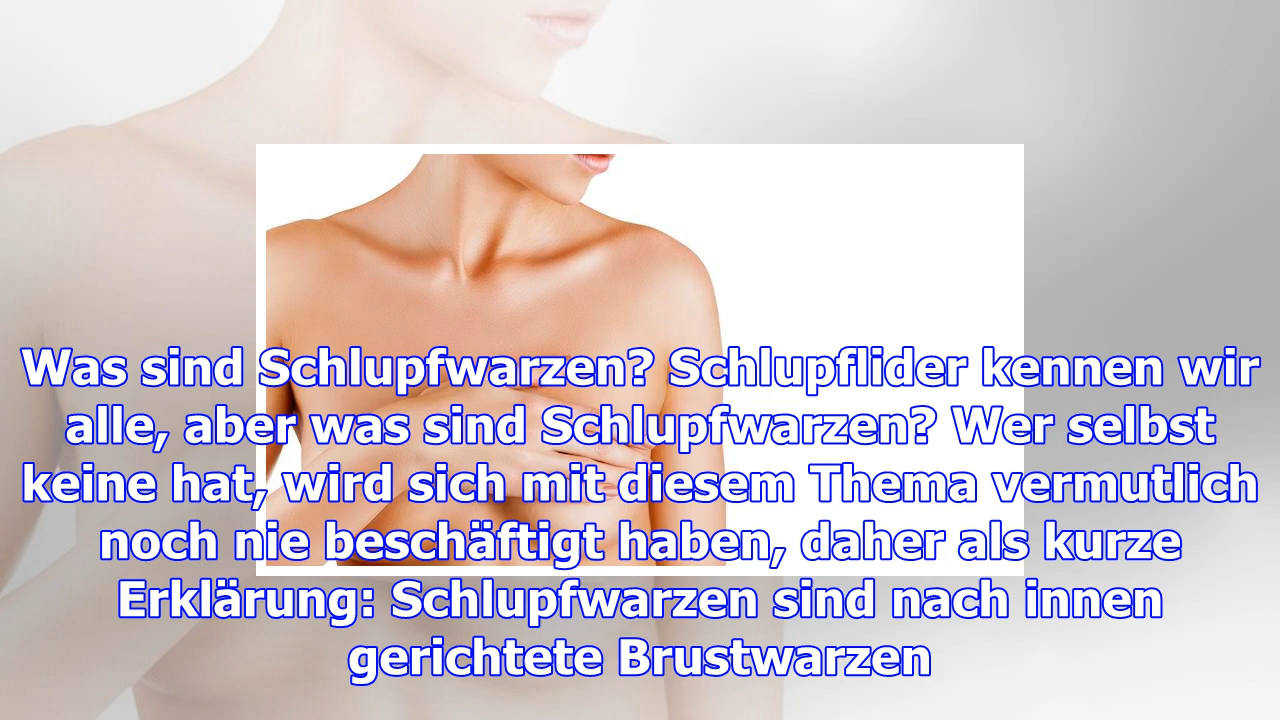 Was sind Schlupfwarzen? Schlupflider kennen wir
alle, aber was sind Schlupfwarzen? Wer selbst
keine hat, wird sich mit diesem Thema vermutlich
noch nie beschäftigt haben, daher als kurze
Erklärung: Schlupfwarzen sind nach innen
gerichtete Brustwarzen